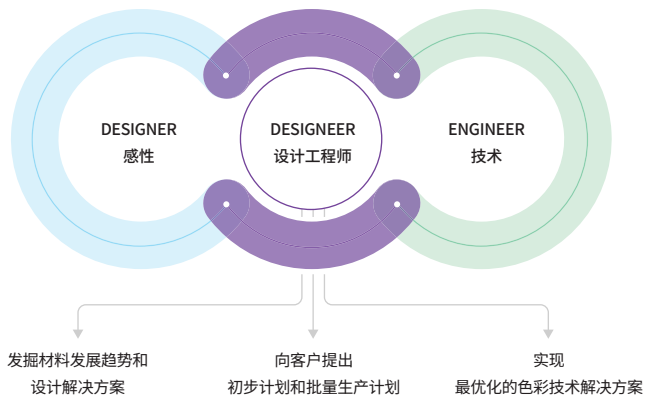 DESIGNER
感性
DESIGNEER
设计工程师
ENGINEER
技术
发掘材料发展趋势和
设计解决方案
向客户提出
初步计划和批量生产计划
实现
最优化的色彩技术解决方案